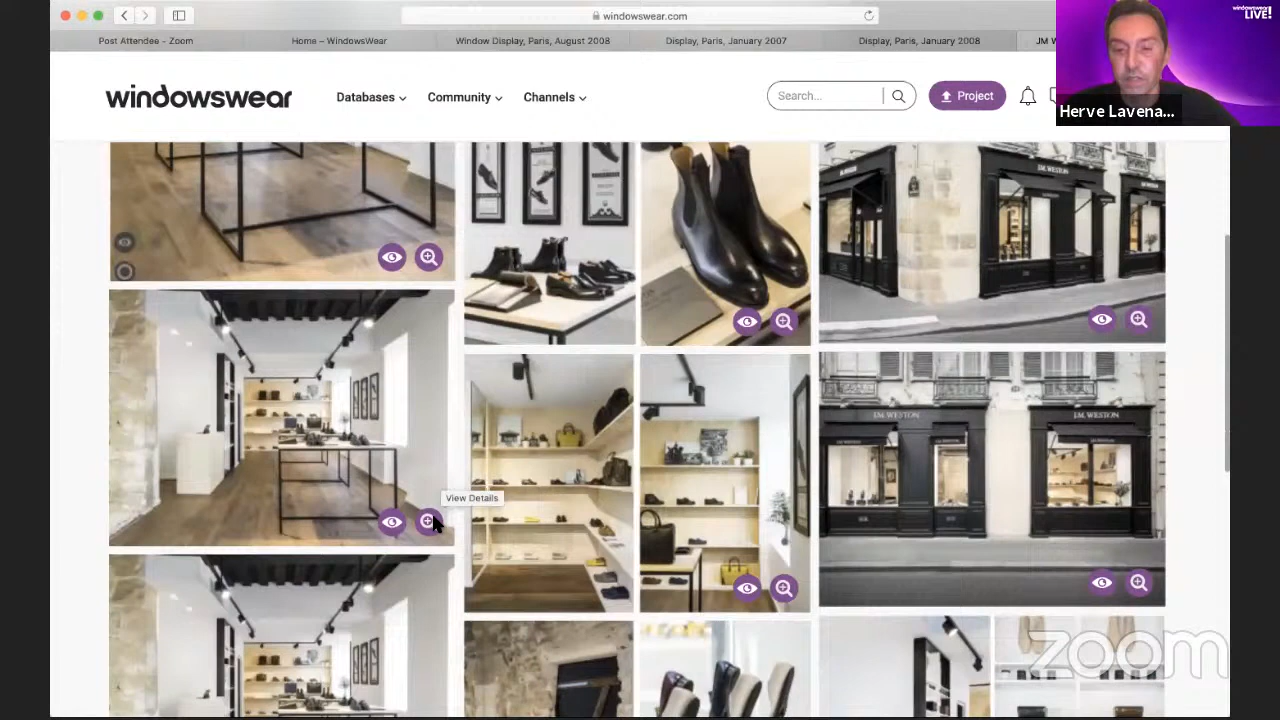 windowswear.com
windowswear
LIVE!
Post Attendee – Zoom
Home – WindowsWear
Window Display, Paris, August 2008
Display, Paris, January 2007
Display, Paris, January 2008
JM W
windowswear
Databases
Community
Channels
Search...
Project
Herve Lavena...
J.M. WESTON
J.M. WESTON
J.M. WESTON
View Details
zoom